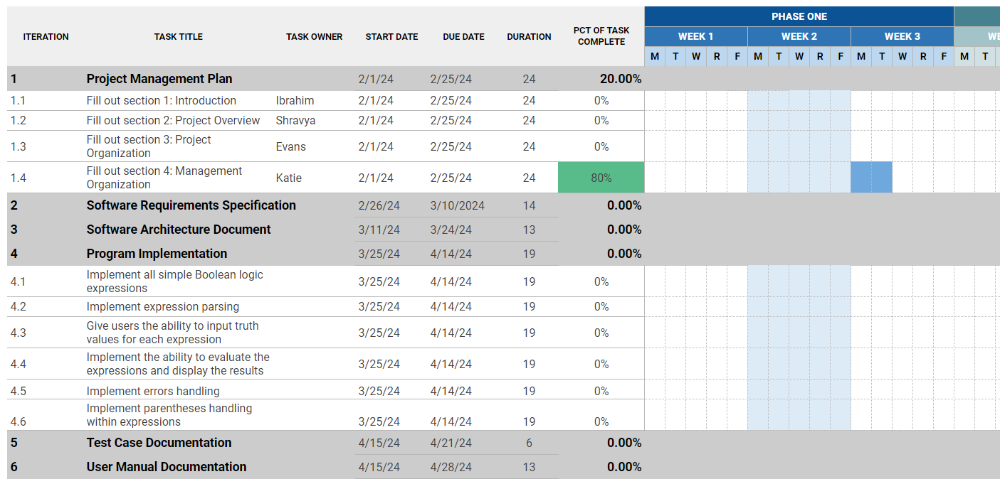 PHASE ONE
ITERATION TASK TITLE TASK OWNER START DATE DUE DATE DURATION PCT OF TASK COMPLETE WEEK 1 WEEK 2 WEEK 3
M T W R F M T W R F M T W R F M T
1 Project Management Plan 2/1/24 2/25/24 24 20.00%
1.1 Fill out section 1: Introduction Ibrahim 2/1/24 2/25/24 24 0%
1.2 Fill out section 2: Project Overview Shravya 2/1/24 2/25/24 24 0%
1.3 Fill out section 3: Project Organization Evans 2/1/24 2/25/24 24 0%
1.4 Fill out section 4: Management Organization Katie 2/1/24 2/25/24 24 80%
2 Software Requirements Specification 2/26/24 3/10/2024 14 0.00%
3 Software Architecture Document 3/11/24 3/24/24 13 0.00%
4 Program Implementation 3/25/24 4/14/24 19 0.00%
4.1 Implement all simple Boolean logic expressions 3/25/24 4/14/24 19 0%
4.2 Implement expression parsing 3/25/24 4/14/24 19 0%
4.3 Give users the ability to input truth values for each expression 3/25/24 4/14/24 19 0%
4.4 Implement the ability to evaluate the expressions and display the results 3/25/24 4/14/24 19 0%
4.5 Implement errors handling 3/25/24 4/14/24 19 0%
4.6 Implement parentheses handling within expressions 3/25/24 4/14/24 19 0%
5 Test Case Documentation 4/15/24 4/21/24 6 0.00%
6 User Manual Documentation 4/15/24 4/28/24 13 0.00%